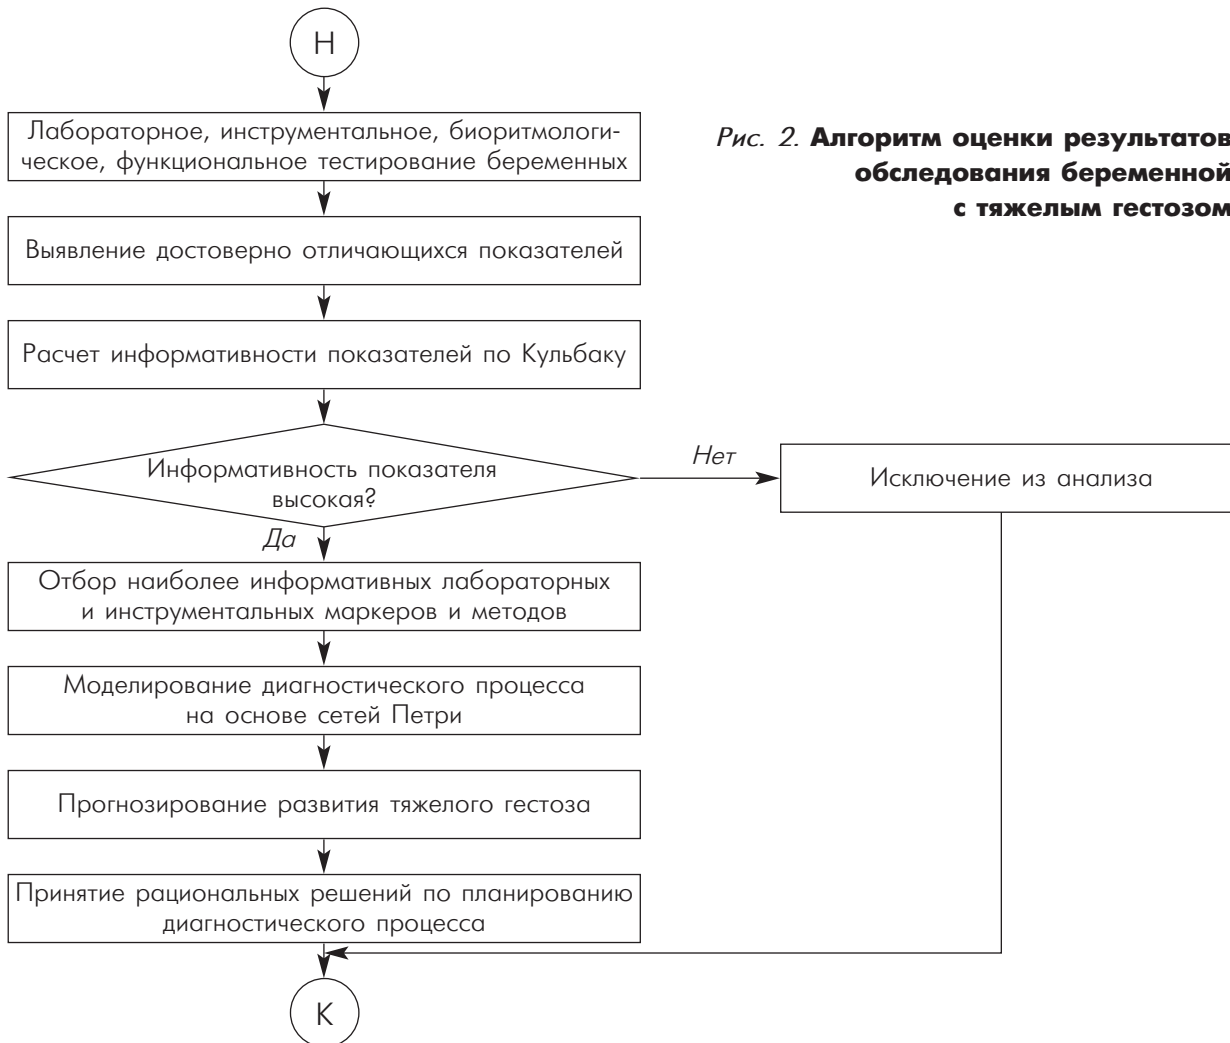 Н
Лабораторное, инструментальное, биоритмологи-
ческое, функциональное тестирование беременных
Рис. 2. Алгоритм оценки результатов
обследования беременной
с тяжелым гестозом
Выявление достоверно отличающихся показателей
Расчет информативности показателей по Кульбаку
Информативность показателя
высокая?
Нет
Исключение из анализа
Да
Отбор наиболее информативных лабораторных
и инструментальных маркеров и методов
Моделирование диагностического процесса
на основе сетей Петри
Прогнозирование развития тяжелого гестоза
Принятие рациональных решений по планированию
диагностического процесса
К